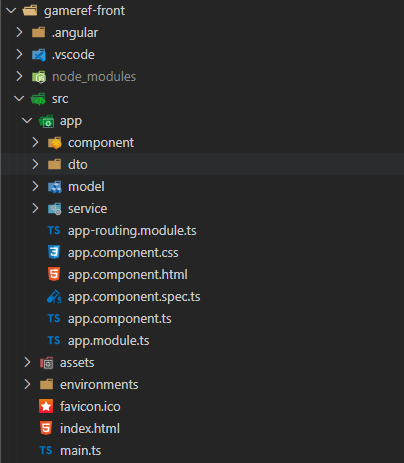 gameref-front
.angular
.vscode
node_modules
src
app
component
dto
model
service
TS app-routing.module.ts
app.component.css
app.component.html
app.component.spec.ts
TS app.component.ts
TS app.module.ts
assets
environments
favicon.ico
index.html
TS main.ts